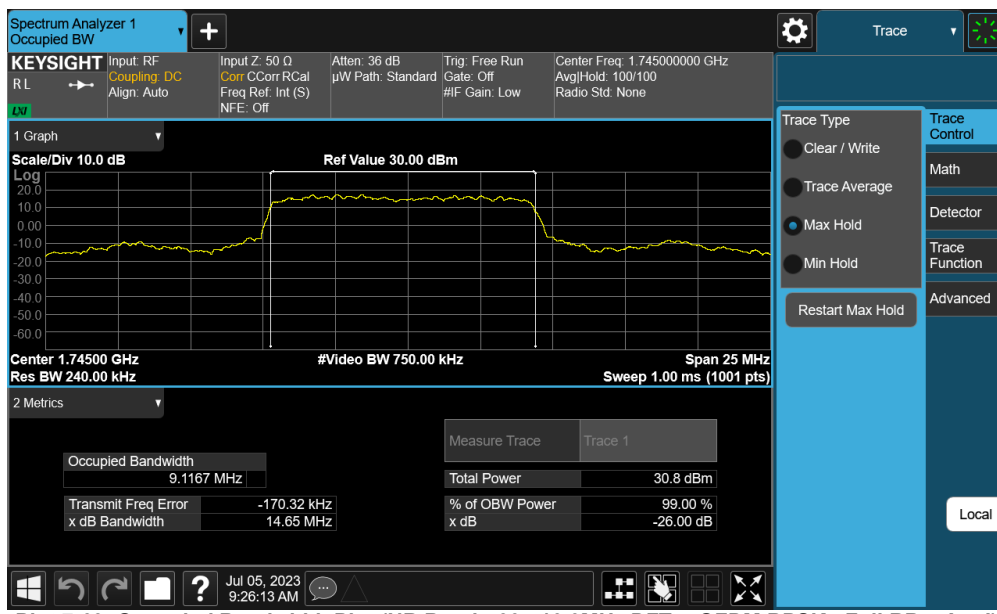 Spectrum Analyzer 1
Occupied BW
+
Trace
KEYSIGHT
RL
LXI
Input: RF
Coupling: DC
Align: Auto
Input Z: 50 Ω
Corr CCorr RCal
Freq Ref: Int (S)
NFE: Off
Atten: 36 dB
µW Path: Standard
Trig: Free Run
Gate: Off
#IF Gain: Low
Center Freq: 1.745000000 GHz
Avg|Hold: 100/100
Radio Std: None
1 Graph
Scale/Div 10.0 dB
Ref Value 30.00 dBm
Log
20.0
10.0
0.00
-10.0
-20.0
-30.0
-40.0
-50.0
-60.0
Center 1.74500 GHz
#Video BW 750.00 kHz
Span 25 MHz
Res BW 240.00 kHz
Sweep 1.00 ms (1001 pts)
2 Metrics
Measure Trace
Trace 1
Occupied Bandwidth
9.1167 MHz
Total Power
30.8 dBm
Transmit Freq Error
-170.32 kHz
% of OBW Power
99.00 %
x dB Bandwidth
14.65 MHz
x dB
-26.00 dB
Trace Type
Clear / Write
Trace Average
Max Hold
Min Hold
Restart Max Hold
Trace Control
Math
Detector
Trace Function
Advanced
Local
?
Jul 05, 2023
9:26:13 AM